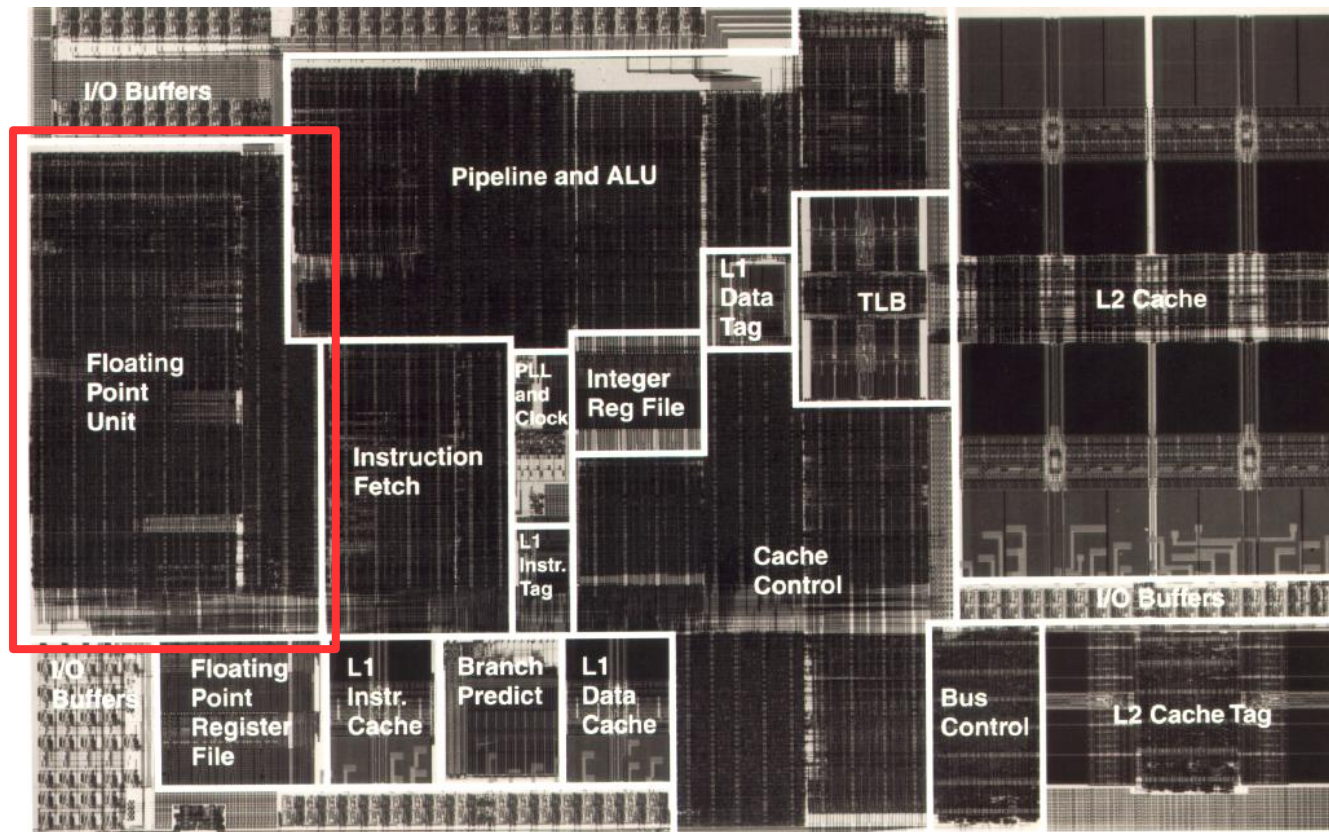 I/O Buffers
Pipeline and ALU
L1
Data
Tag
TLB
L2 Cache
Floating
Point
Unit
PLL
and
Clock
Integer
Reg File
Instruction
Fetch
L1
Instr.
Tag
Cache
Control
I/O Buffers
I/O
Buffers
Floating
Point
Register
File
L1
Instr.
Cache
Branch
Predict
L1
Data
Cache
Bus
Control
L2 Cache Tag